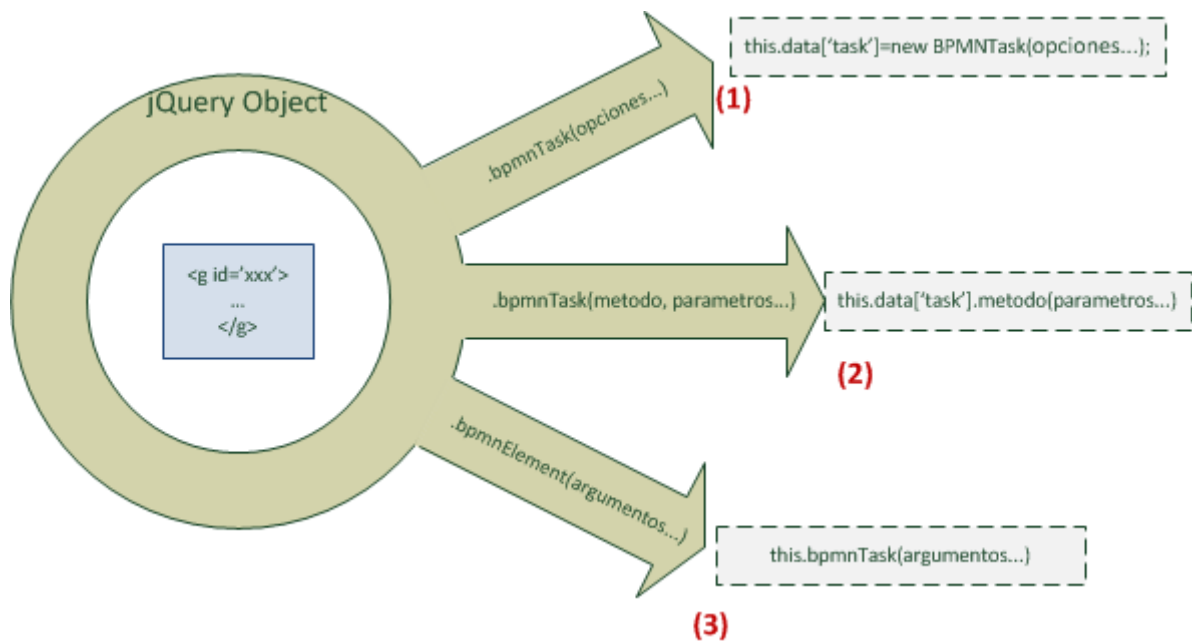 jQuery Object
<g id='xxx'>
...
</g>
.bpmnTask(opciones...)
this.data['task']=new BPMNTask(opciones...);
(1)
.bpmnTask(metodo, parametros...)
this.data['task'].metodo(parametros...)
(2)
.bpmnElement(argumentos...)
this.bpmnTask(argumentos...)
(3)